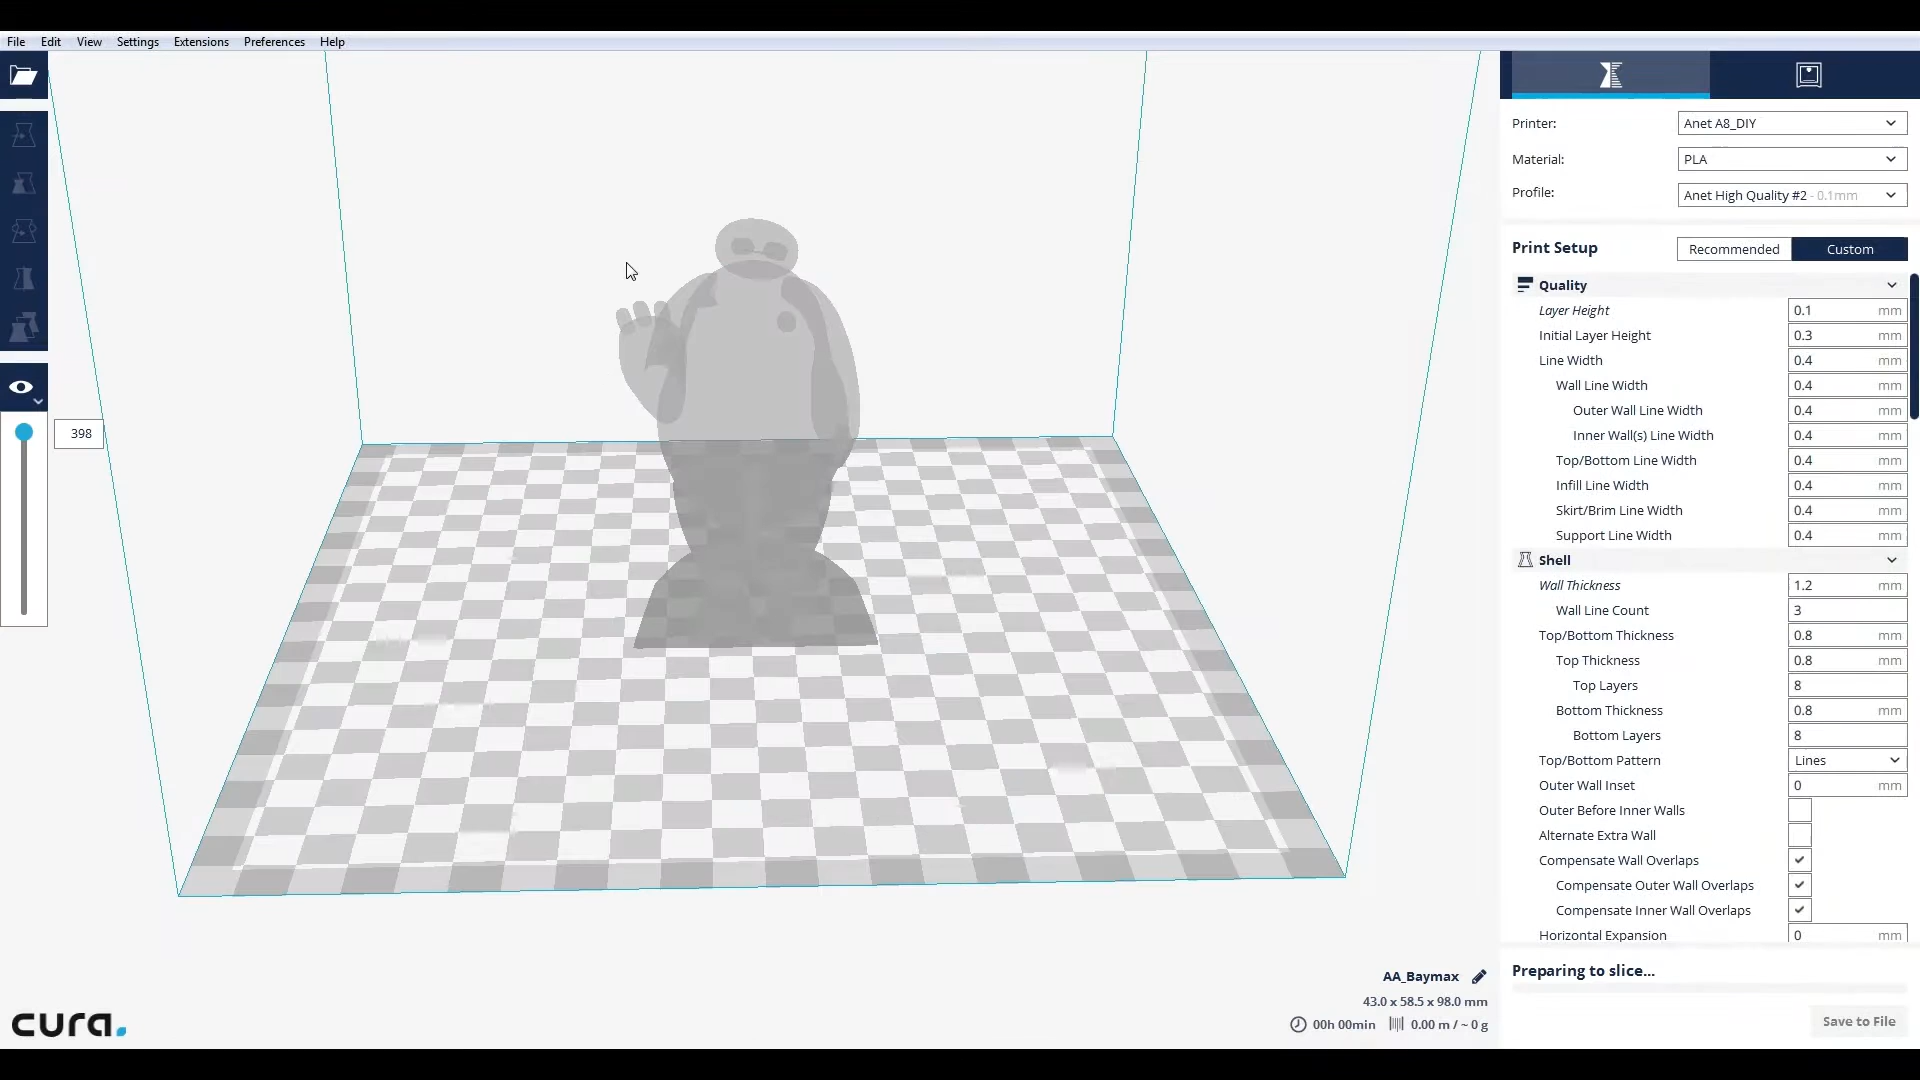 File Edit View Settings Extensions Preferences Help
398
AA_Baymax
43.0 x 58.5 x 98.0 mm
00h 00min 0.00 m / ~ 0 g
cura.
Printer: Anet A8_DIY
Material: PLA
Profile: Anet High Quality #2 - 0.1mm
Print Setup Recommended Custom
Quality
Layer Height 0.1 mm
Initial Layer Height 0.3 mm
Line Width 0.4 mm
Wall Line Width 0.4 mm
Outer Wall Line Width 0.4 mm
Inner Wall(s) Line Width 0.4 mm
Top/Bottom Line Width 0.4 mm
Infill Line Width 0.4 mm
Skirt/Brim Line Width 0.4 mm
Support Line Width 0.4 mm
Shell
Wall Thickness 1.2 mm
Wall Line Count 3
Top/Bottom Thickness 0.8 mm
Top Thickness 0.8 mm
Top Layers 8
Bottom Thickness 0.8 mm
Bottom Layers 8
Top/Bottom Pattern Lines
Outer Wall Inset 0 mm
Outer Before Inner Walls
Alternate Extra Wall
Compensate Wall Overlaps
Compensate Outer Wall Overlaps
Compensate Inner Wall Overlaps
Horizontal Expansion 0 mm
Preparing to slice...
Save to File